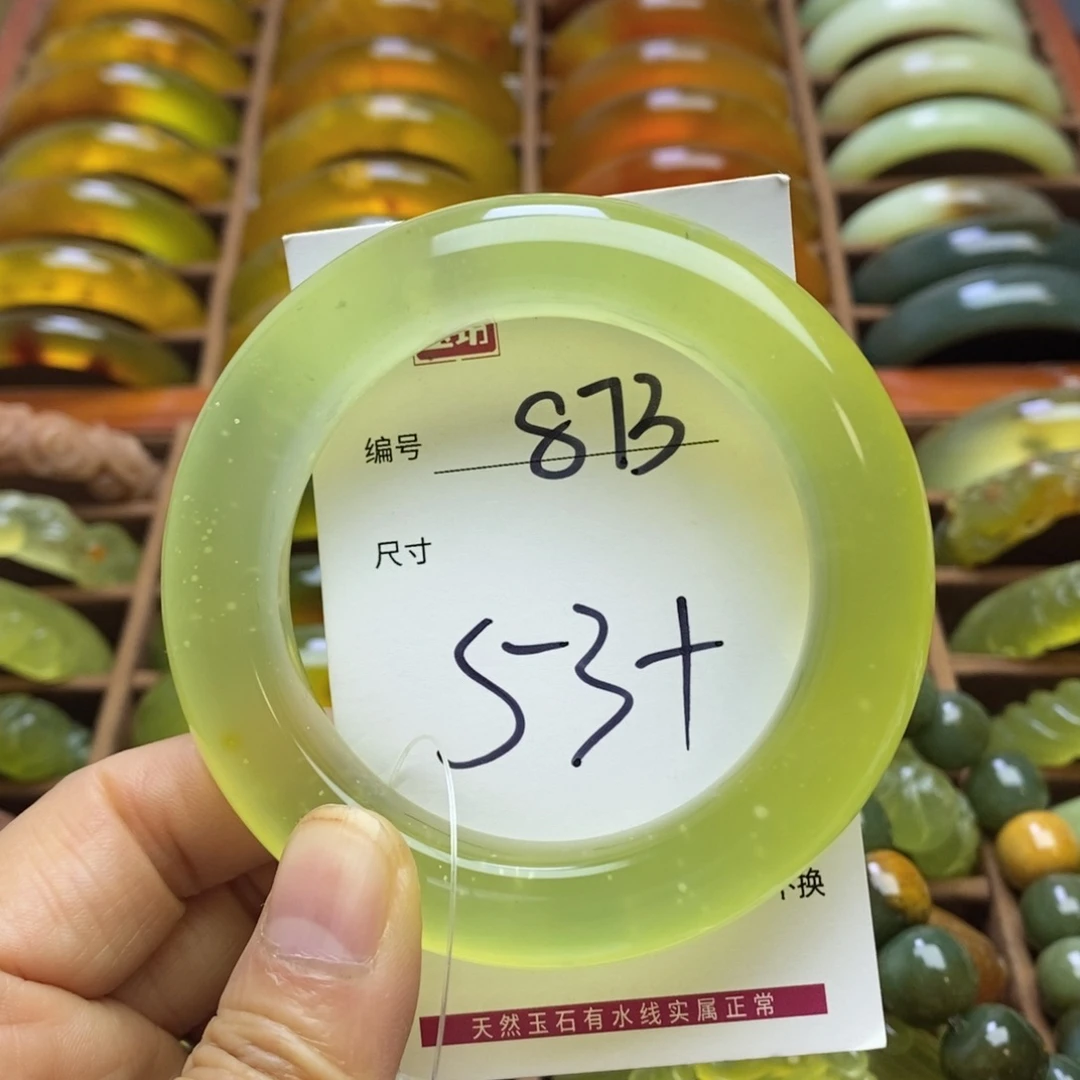 编号 873
尺寸
53+
换
天然玉石有水线实属正常